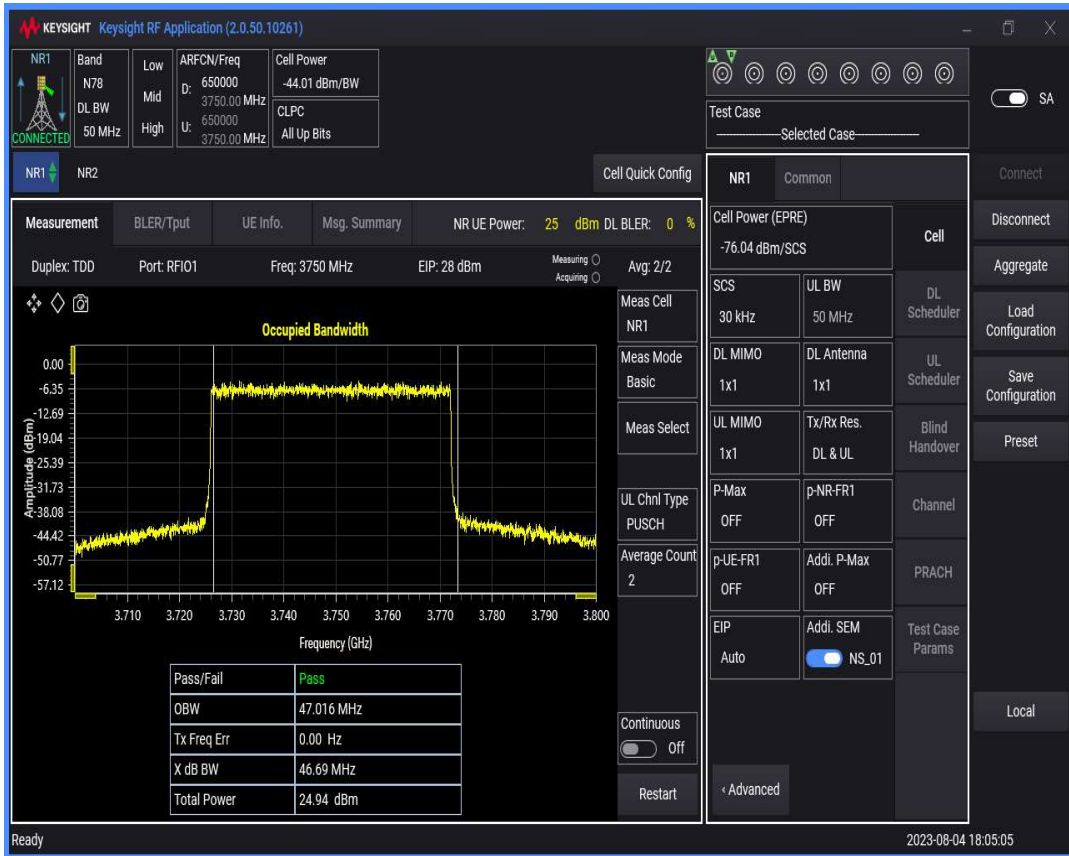 KEYSIGHT Keysight RF Application (2.0.50.10261)
NR1
CONNECTED
Band
N78
DL BW
50 MHz
Low
Mid
High
ARFCN/Freq
D: 650000
3750.00 MHz
U: 650000
3750.00 MHz
Cell Power
-44.01 dBm/BW
CLPC
All Up Bits
Test Case
Selected Case
SA
NR1 NR2
Cell Quick Config
Measurement BLER/Tput UE Info. Msg. Summary NR UE Power: 25 dBm DL BLER: 0 %
Duplex: TDD Port: RFIO1 Freq: 3750 MHz EIP: 28 dBm Measuring Acquiring Avg: 2/2
Occupied Bandwidth
Amplitude (dBm)
0.00
-6.35
-12.69
-19.04
-25.39
-31.73
-38.08
-44.42
-50.77
-57.12
3.710 3.720 3.730 3.740 3.750 3.760 3.770 3.780 3.790 3.800
Frequency (GHz)
Pass/Fail Pass
OBW 47.016 MHz
Tx Freq Err 0.00 Hz
X dB BW 46.69 MHz
Total Power 24.94 dBm
Meas Cell
NR1
Meas Mode
Basic
Meas Select
UL Chnl Type
PUSCH
Average Count
2
Continuous
Off
Restart
NR1 Common
Cell Power (EPRE)
-76.04 dBm/SCS
SCS
30 kHz
UL BW
50 MHz
DL MIMO
1x1
DL Antenna
1x1
UL MIMO
1x1
Tx/Rx Res.
DL & UL
P-Max
OFF
p-NR-FR1
OFF
p-UE-FR1
OFF
Addi. P-Max
OFF
EIP
Auto
Addi. SEM
NS_01
‹ Advanced
Cell
DL
Scheduler
UL
Scheduler
Blind
Handover
Channel
PRACH
Test Case
Params
Connect
Disconnect
Aggregate
Load
Configuration
Save
Configuration
Preset
Local
Ready
2023-08-04 18:05:05